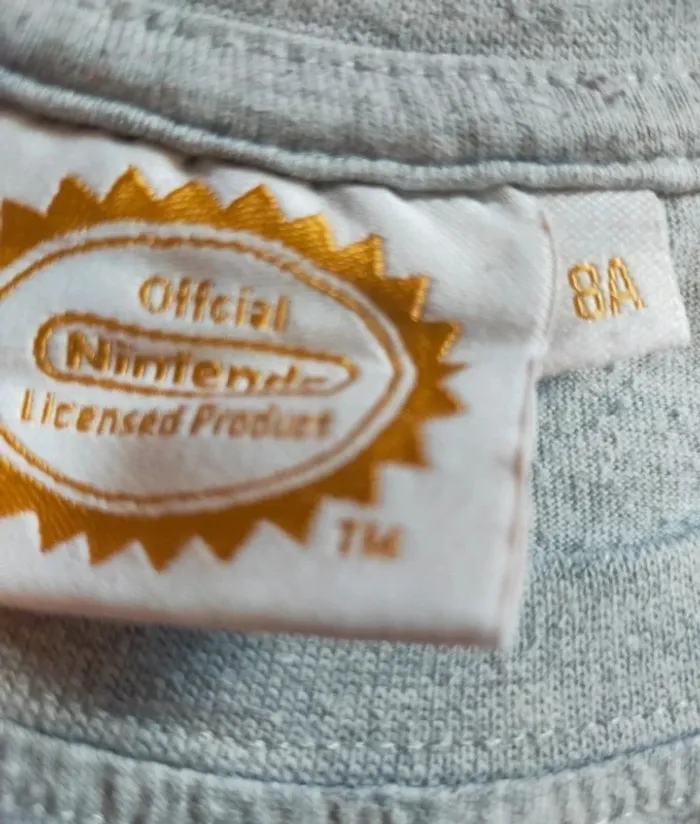 Official
Nintendo
Licensed Product
TM
8A